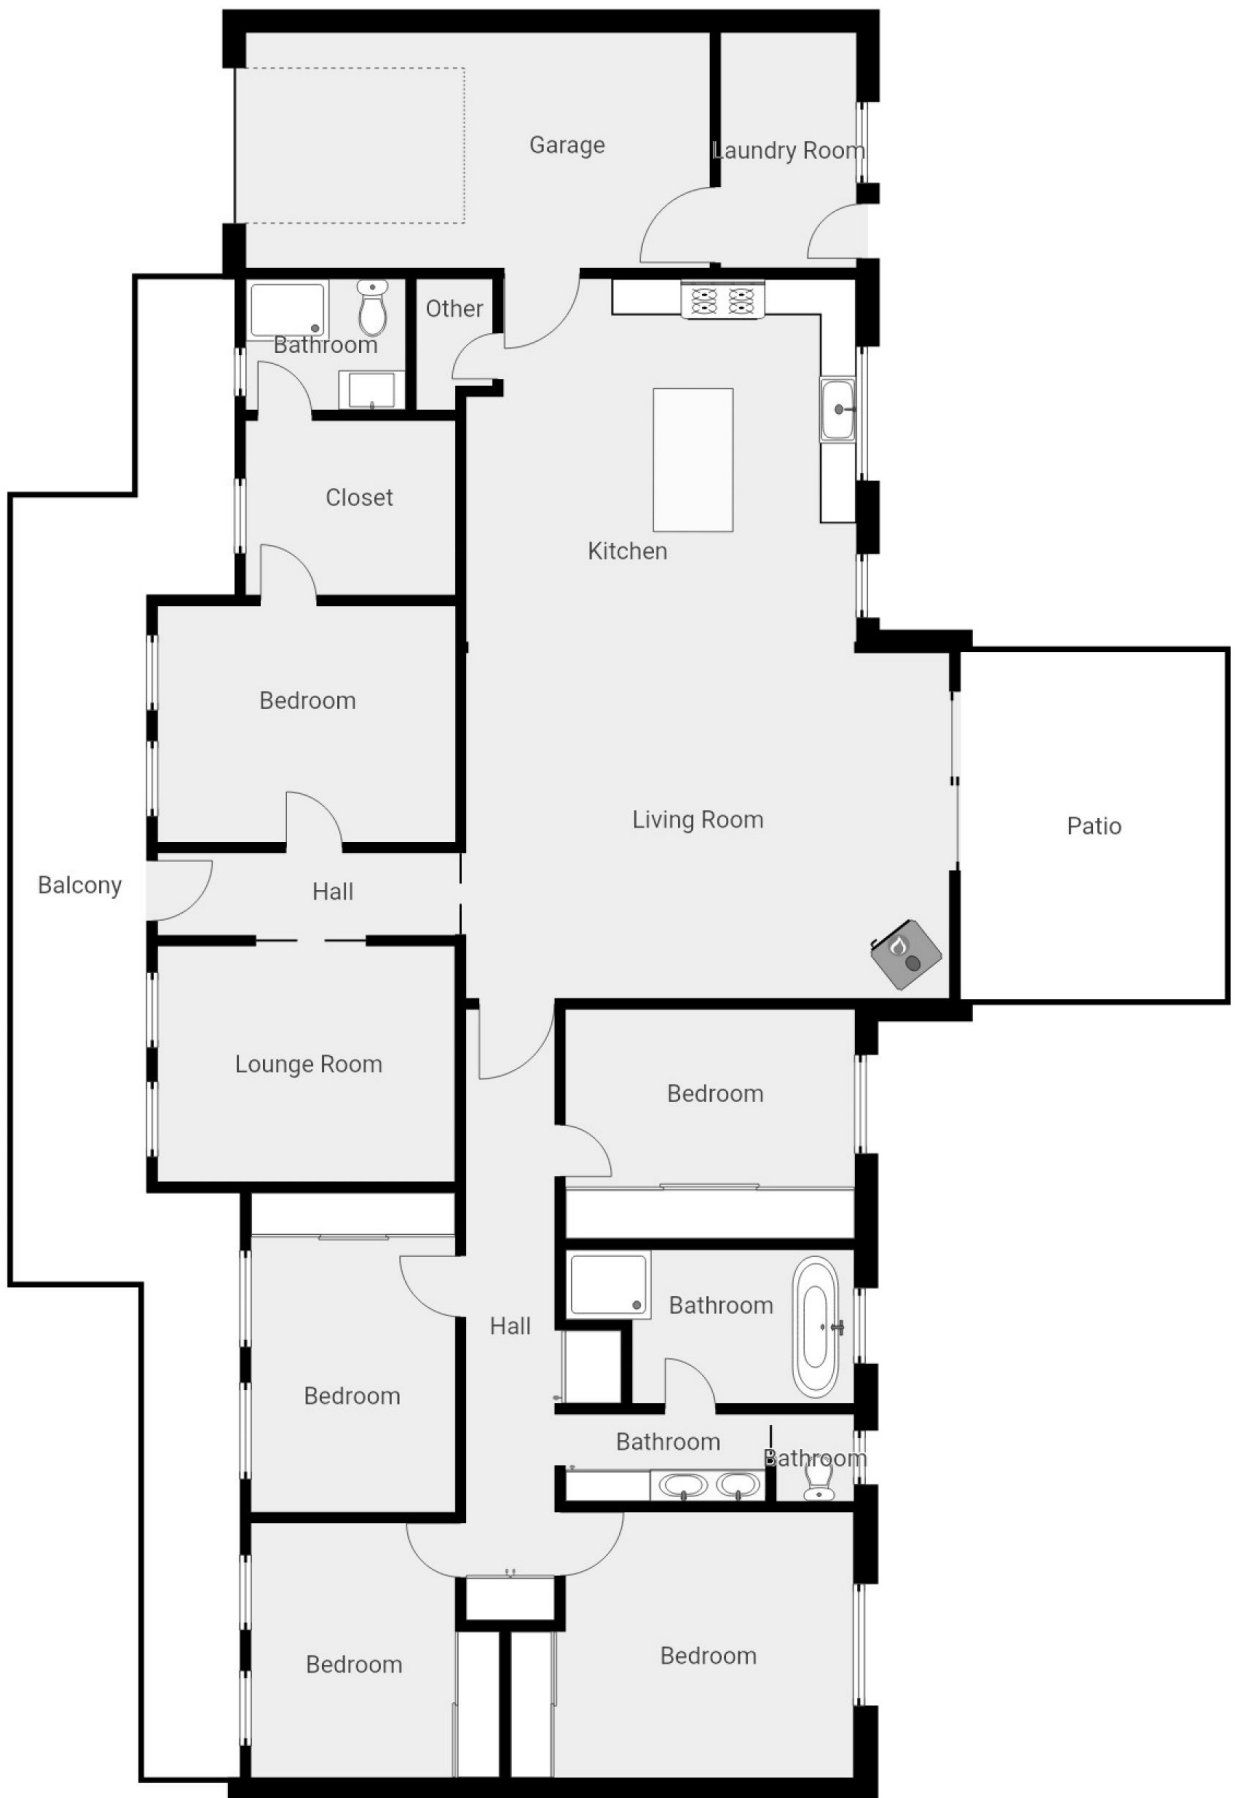 Garage
Laundry Room
Other
Bathroom
Closet
Kitchen
Bedroom
Living Room
Patio
Balcony
Hall
Lounge Room
Bedroom
Bathroom
Hall
Bedroom
Bathroom
Bathroom
Bedroom
Bedroom